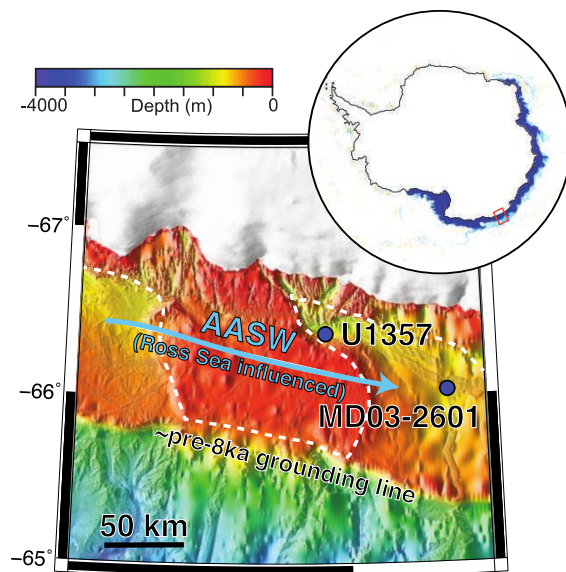 -4000
Depth (m)
0
−67°
U1357
AASW
(Ross Sea influenced)
−66°
MD03-2601
~pre-8ka grounding line
50 km
−65°